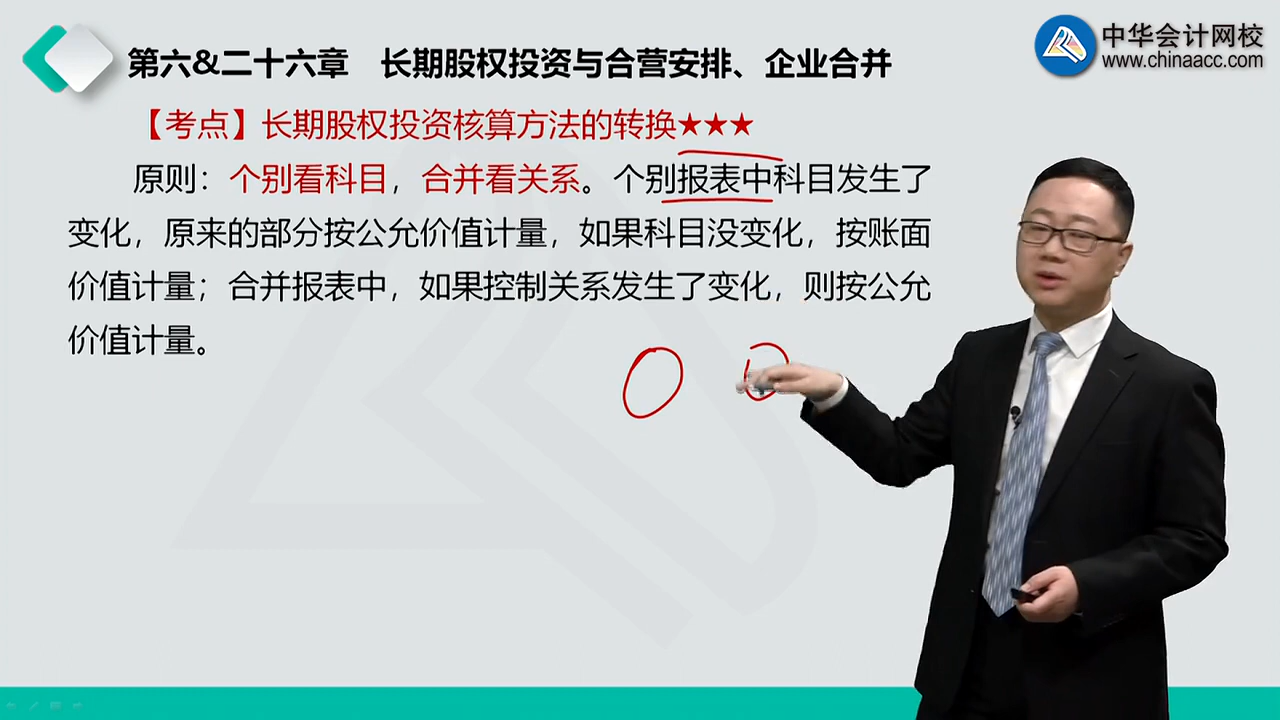 第六&二十六章 长期股权投资与合营安排、企业合并
中华会计网校
www.chinaacc.com
【考点】长期股权投资核算方法的转换★★★
原则：个别看科目，合并看关系。个别报表中科目发生了
变化，原来的部分按公允价值计量，如果科目没变化，按账面
价值计量；合并报表中，如果控制关系发生了变化，则按公允
价值计量。